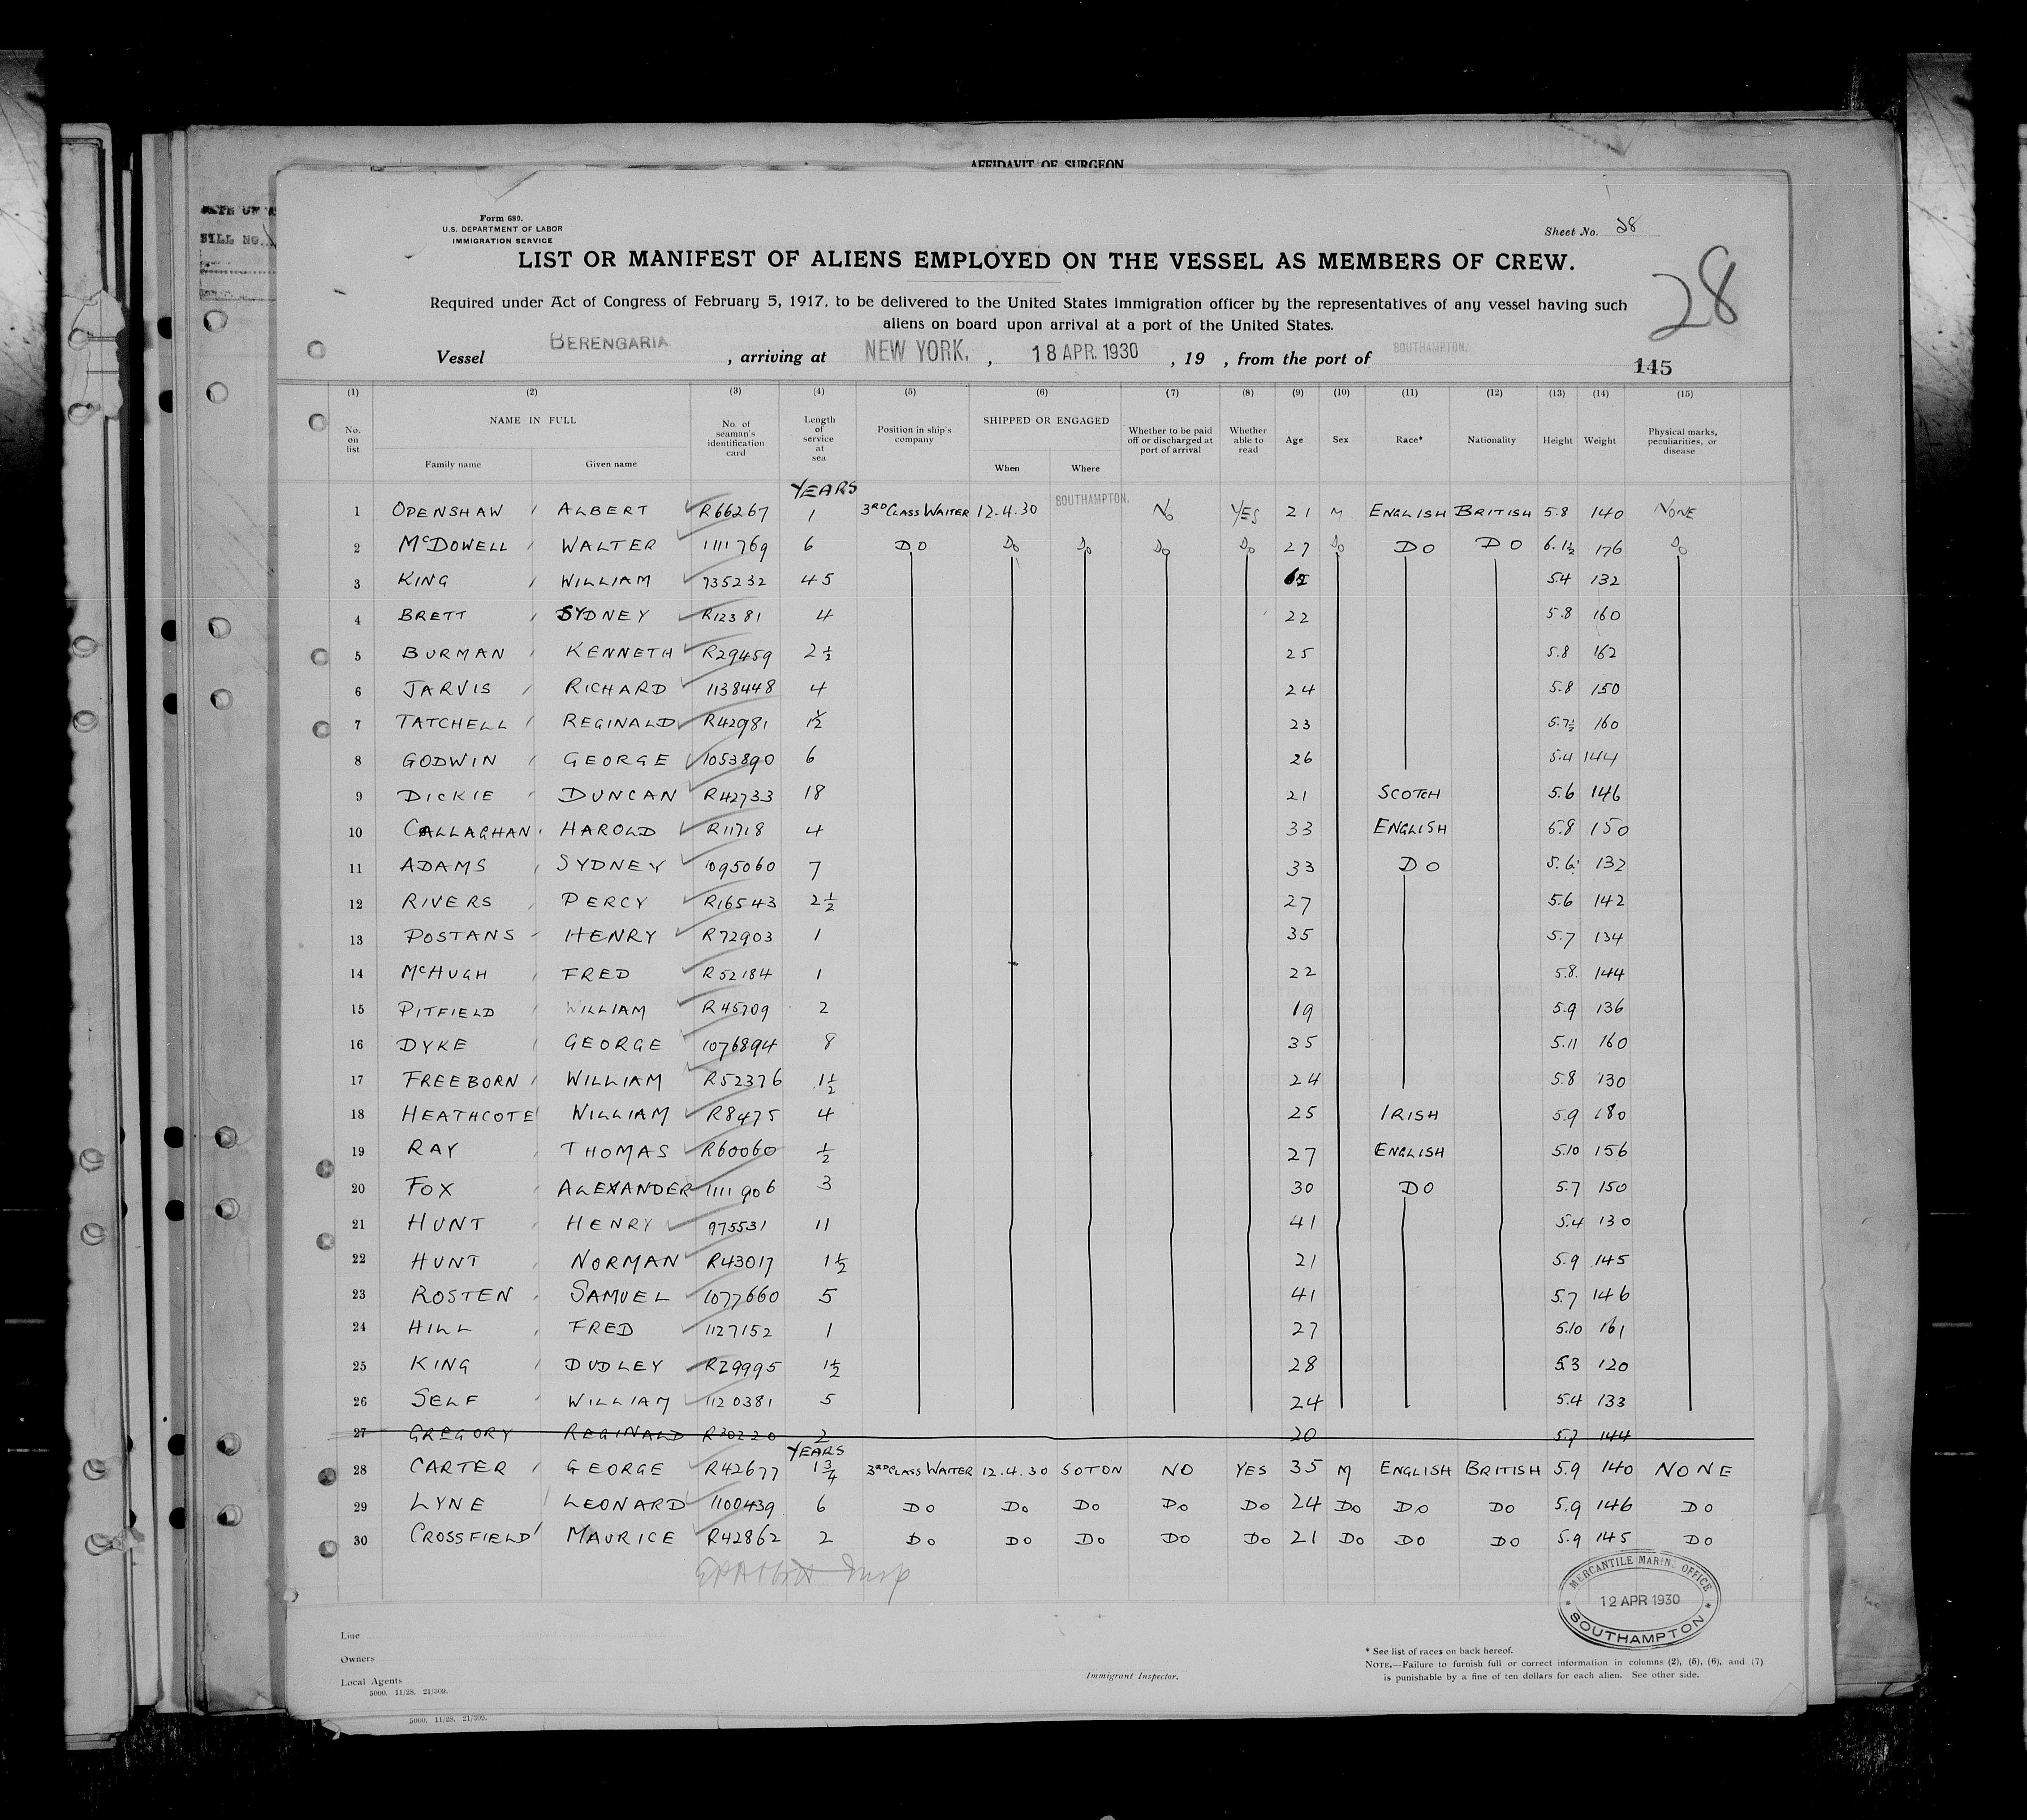 AFFIDAVIT OF SURGEON
BILL NO.
Form 680.
U.S. DEPARTMENT OF LABOR
IMMIGRATION SERVICE
Sheet No. 28
LIST OR MANIFEST OF ALIENS EMPLOYED ON THE VESSEL AS MEMBERS OF CREW.
28
Required under Act of Congress of February 5, 1917, to be delivered to the United States immigration officer by the representatives of any vessel having such
aliens on board upon arrival at a port of the United States.
Vessel BERENGARIA , arriving at NEW YORK. , 18 APR. 1930 , 19 , from the port of SOUTHAMPTON.
145
(1) (2) (3) (4) (5) (6) (7) (8) (9) (10) (11) (12) (13) (14) (15)
No. on list NAME IN FULL Family name Given name No. of seaman's identification card Length of service at sea Position in ship's company SHIPPED OR ENGAGED When Where Whether to be paid off or discharged at port of arrival Whether able to read Age Sex Race* Nationality Height Weight Physical marks, peculiarities, or disease
YEARS
1 OPENSHAW ALBERT R66267 1 3RD CLASS WAITER 12.4.30 SOUTHAMPTON. No YES 21 M ENGLISH BRITISH 5.8 140 NONE
2 McDOWELL WALTER 1111769 6 DO Do Do Do Do 27 Do DO DO 6.1½ 176 Do
3 KING WILLIAM 735232 45 5.4 132
4 BRETT SYDNEY R12381 4 22 5.8 160
5 BURMAN KENNETH R29459 2½ 25 5.8 162
6 JARVIS RICHARD 1138448 4 24 5.8 150
7 TATCHELL REGINALD R42981 1½ 23 5.7½ 160
8 GODWIN GEORGE 1053890 6 26 5.4 144
9 DICKIE DUNCAN R42733 18 21 SCOTCH 5.6 146
10 CALLAGHAN HAROLD R11718 4 33 ENGLISH 5.8 150
11 ADAMS SYDNEY 1095060 7 33 DO 5.6 132
12 RIVERS PERCY R16543 2½ 27 5.6 142
13 POSTANS HENRY R72903 1 35 5.7 134
14 McHUGH FRED R52184 1 22 5.8 144
15 PITFIELD WILLIAM R45709 2 19 5.9 136
16 DYKE GEORGE 1076894 8 35 5.11 160
17 FREEBORN WILLIAM R52376 1½ 24 5.8 130
18 HEATHCOTE WILLIAM R8475 4 25 IRISH 5.9 180
19 RAY THOMAS R60060 ½ 27 ENGLISH 5.10 156
20 FOX ALEXANDER 1111906 3 30 DO 5.7 150
21 HUNT HENRY 975531 11 41 5.4 130
22 HUNT NORMAN R43017 1½ 21 5.9 145
23 ROSTEN SAMUEL 1077660 5 41 5.7 146
24 HILL FRED 1127152 1 27 5.10 161
25 KING DUDLEY R29995 1½ 28 5.3 120
26 SELF WILLIAM 1120381 5 24 5.4 133
27 GREGORY REGINALD R30220 2 20 5.7 144
YEARS
28 CARTER GEORGE R42677 1¾ 3RD CLASS WAITER 12.4.30 SOTON NO YES 35 M ENGLISH BRITISH 5.9 140 NONE
29 LYNE LEONARD 1100439 6 DO Do Do Do Do 24 Do Do Do 5.9 146 Do
30 CROSSFIELD MAURICE R42862 2 Do Do Do DO Do 21 Do Do Do 5.9 145 Do
MERCANTILE MARINE OFFICE
12 APR 1930
SOUTHAMPTON
Line
Owners
Local Agents
5000. 11/28. 21/309.
Immigrant Inspector.
* See list of races on back hereof.
NOTE.—Failure to furnish full or correct information in columns (2), (5), (6), and (7)
is punishable by a fine of ten dollars for each alien. See other side.
5000. 11/28. 21/309.